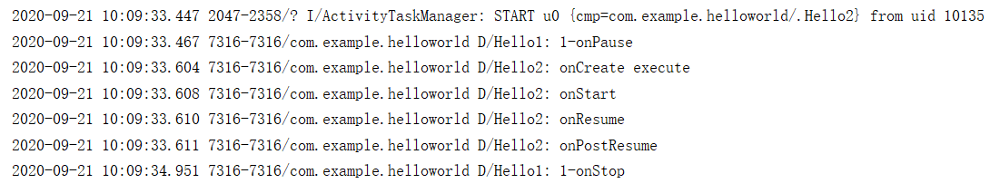 2020-09-21 10:09:33.447 2047-2358/? I/ActivityTaskManager: START u0 {cmp=com.example.helloworld/.Hello2} from uid 10135
2020-09-21 10:09:33.467 7316-7316/com.example.helloworld D/Hello1: 1-onPause
2020-09-21 10:09:33.604 7316-7316/com.example.helloworld D/Hello2: onCreate execute
2020-09-21 10:09:33.608 7316-7316/com.example.helloworld D/Hello2: onStart
2020-09-21 10:09:33.610 7316-7316/com.example.helloworld D/Hello2: onResume
2020-09-21 10:09:33.611 7316-7316/com.example.helloworld D/Hello2: onPostResume
2020-09-21 10:09:34.951 7316-7316/com.example.helloworld D/Hello1: 1-onStop